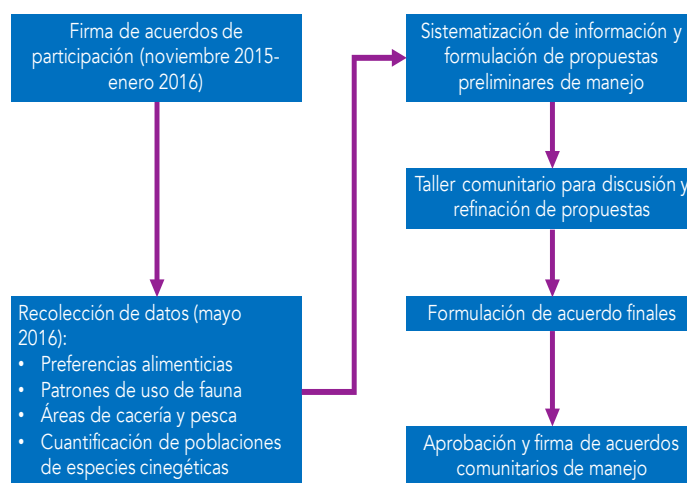 Firma de acuerdos de
participación (noviembre 2015-
enero 2016)
Recolección de datos (mayo
2016):
• Preferencias alimenticias
• Patrones de uso de fauna
• Áreas de cacería y pesca
• Cuantificación de poblaciones
de especies cinegéticas
Sistematización de información y
formulación de propuestas
preliminares de manejo
Taller comunitario para discusión y
refinación de propuestas
Formulación de acuerdo finales
Aprobación y firma de acuerdos
comunitarios de manejo